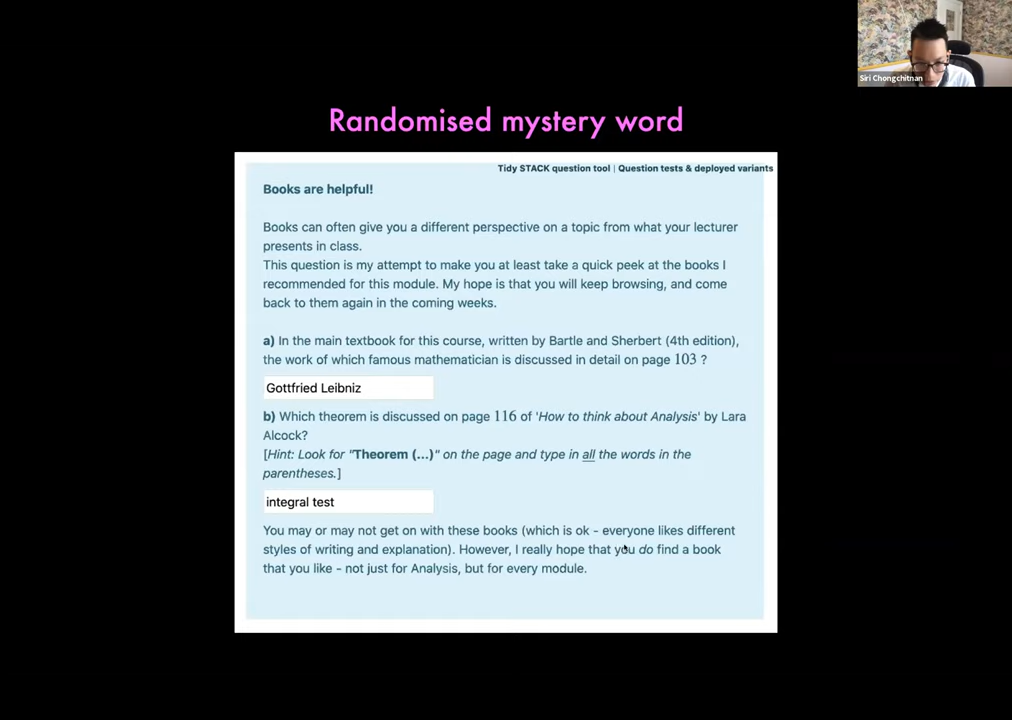 Siri Chongchitnan
Randomised mystery word
Tidy STACK question tool | Question tests & deployed variants
Books are helpful!
Books can often give you a different perspective on a topic from what your lecturer
presents in class.
This question is my attempt to make you at least take a quick peek at the books I
recommended for this module. My hope is that you will keep browsing, and come
back to them again in the coming weeks.
a) In the main textbook for this course, written by Bartle and Sherbert (4th edition),
the work of which famous mathematician is discussed in detail on page 103 ?
Gottfried Leibniz
b) Which theorem is discussed on page 116 of 'How to think about Analysis' by Lara
Alcock?
[Hint: Look for "Theorem (...)" on the page and type in all the words in the
parentheses.]
integral test
You may or may not get on with these books (which is ok - everyone likes different
styles of writing and explanation). However, I really hope that you do find a book
that you like - not just for Analysis, but for every module.